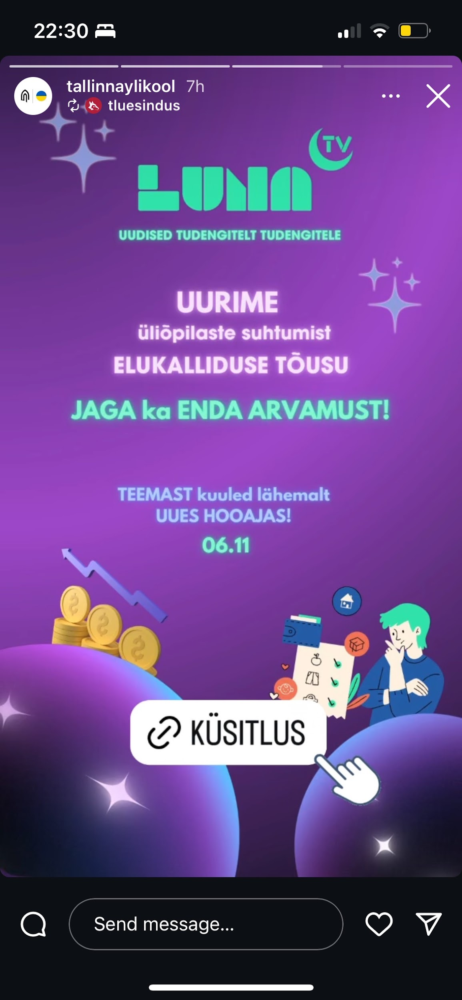 22:30
tallinnaylikool 7h
tluesindus
TV
LUNA
UUDISED TUDENGITELT TUDENGITELE
UURIME
üliõpilaste suhtumist
ELUKALLIDUSE TÕUSU
JAGA ka ENDA ARVAMUST!
TEEMAST kuuled lähemalt
UUES HOOAJAS!
06.11
KÜSITLUS
Send message...